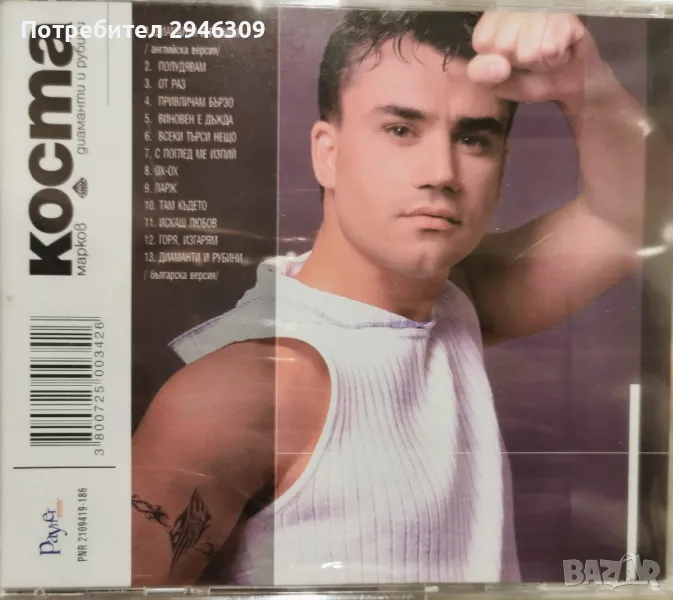 Потребител 2946309
/ английска версия/
2. ПОЛУДЯВАМ
3. ОТ РАЗ
4. ПРИВЛИЧАМ БЪРЗО
5. ВИНОВЕН Е ДЪЖДА
6. ВСЕКИ ТЪРСИ НЕЩО
7. С ПОГЛЕД МЕ ИЗПИЙ
8. ОХ-ОХ
9. ЛАРЖ
10. ТАМ КЪДЕТО
11. ИСКАШ ЛЮБОВ
12. ГОРЯ, ИЗГАРЯМ
13. ДИАМАНТИ И РУБИНИ
/ българска версия/
Коста
марков
диаманти и
3 800725 003426
Payner
PNR 2109419-186
BAZAR